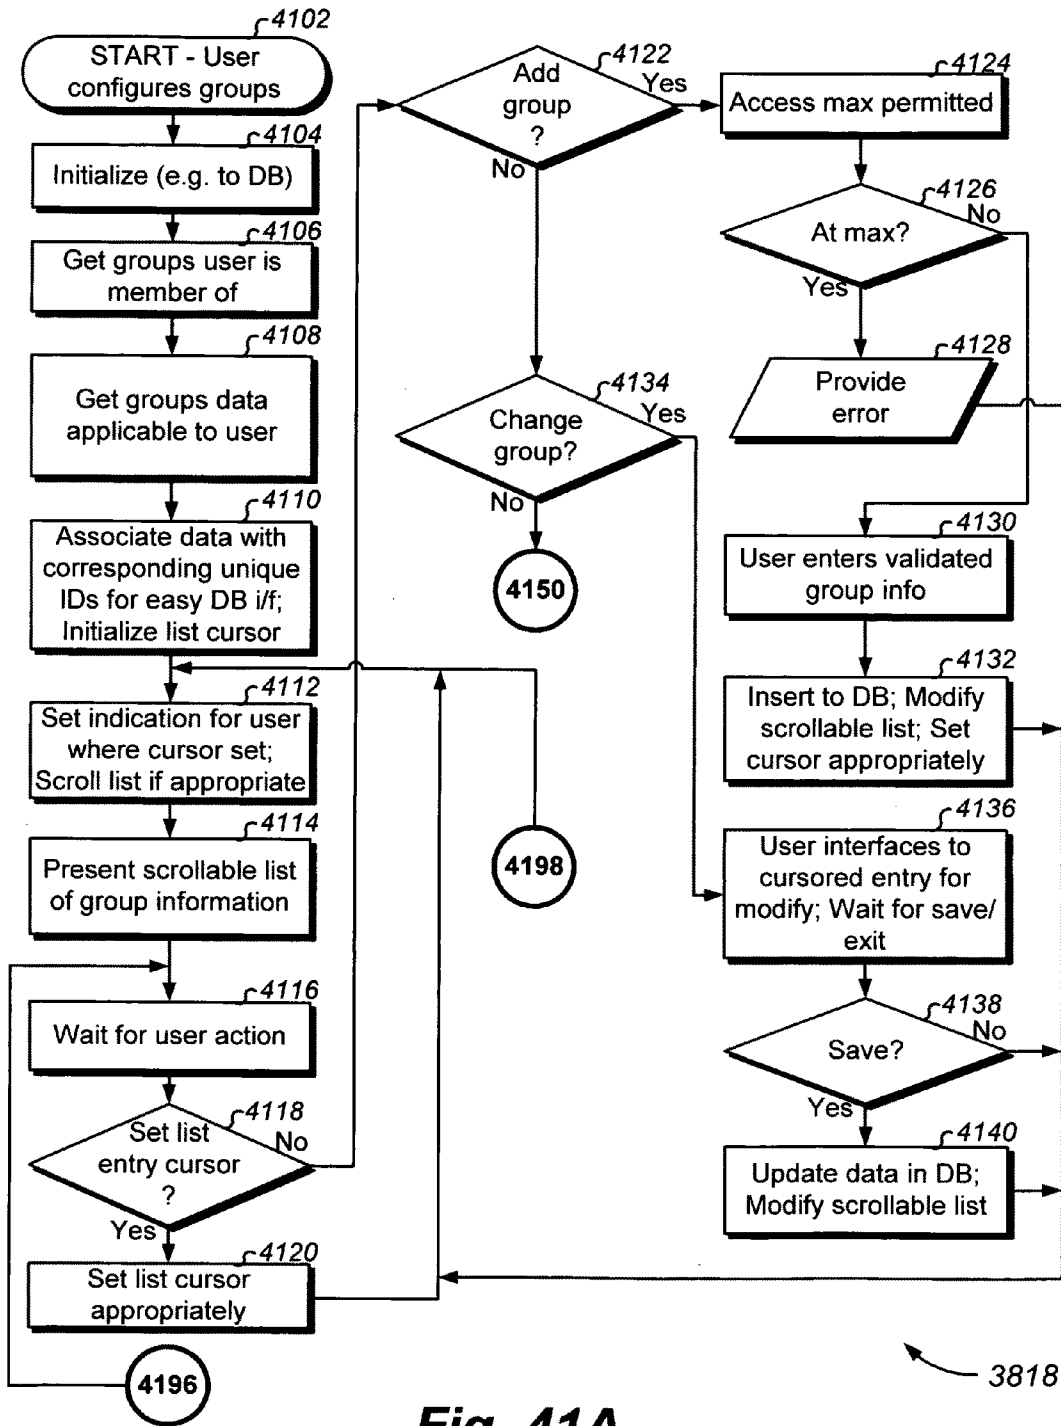 4102
START - User
configures groups
4104
Initialize (e.g. to DB)
4106
Get groups user is
member of
4108
Get groups data
applicable to user
4110
Associate data with
corresponding unique
IDs for easy DB i/f;
Initialize list cursor
4112
Set indication for user
where cursor set;
Scroll list if appropriate
4114
Present scrollable list
of group information
4116
Wait for user action
4118
Set list
entry cursor
?
No
Yes
4120
Set list cursor
appropriately
4196
4122
Add
group
?
Yes
No
4134
Change
group?
Yes
No
4150
4198
4124
Access max permitted
4126
At max?
No
Yes
4128
Provide
error
4130
User enters validated
group info
4132
Insert to DB; Modify
scrollable list; Set
cursor appropriately
4136
User interfaces to
cursored entry for
modify; Wait for save/
exit
4138
Save?
No
Yes
4140
Update data in DB;
Modify scrollable list
3818
Fig. 41A